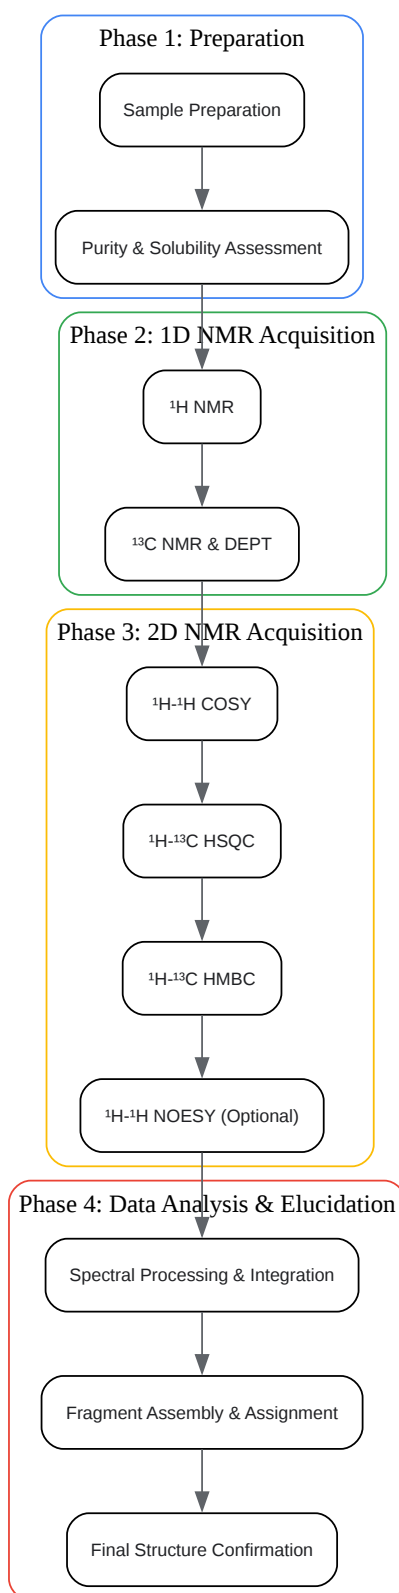 Phase 1: Preparation
Sample Preparation
Purity & Solubility Assessment
Phase 2: 1D NMR Acquisition
¹H NMR
¹³C NMR & DEPT
Phase 3: 2D NMR Acquisition
¹H-¹H COSY
¹H-¹³C HSQC
¹H-¹³C HMBC
¹H-¹H NOESY (Optional)
Phase 4: Data Analysis & Elucidation
Spectral Processing & Integration
Fragment Assembly & Assignment
Final Structure Confirmation